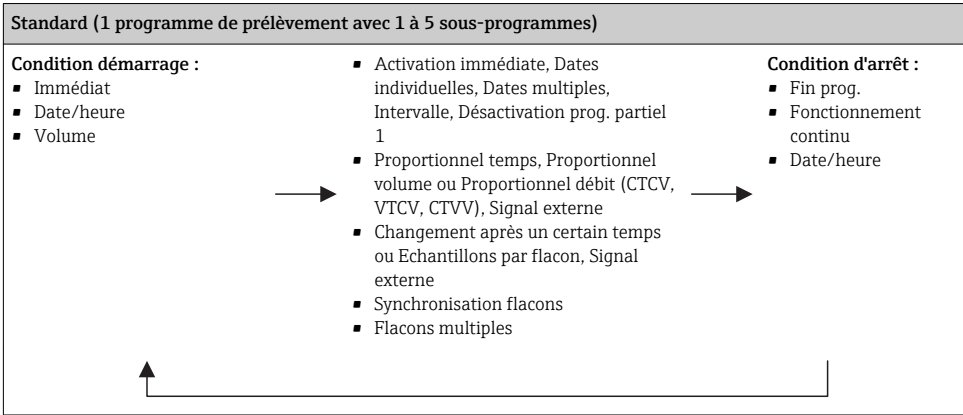 Standard (1 programme de prélèvement avec 1 à 5 sous-programmes)
Condition démarrage :
▪ Immédiat
▪ Date/heure
▪ Volume
▪ Activation immédiate, Dates
individuelles, Dates multiples,
Intervalle, Désactivation prog. partiel
1
▪ Proportionnel temps, Proportionnel
volume ou Proportionnel débit (CTCV,
VTCV, CTVV), Signal externe
▪ Changement après un certain temps
ou Echantillons par flacon, Signal
externe
▪ Synchronisation flacons
▪ Flacons multiples
Condition d'arrêt :
▪ Fin prog.
▪ Fonctionnement
continu
▪ Date/heure